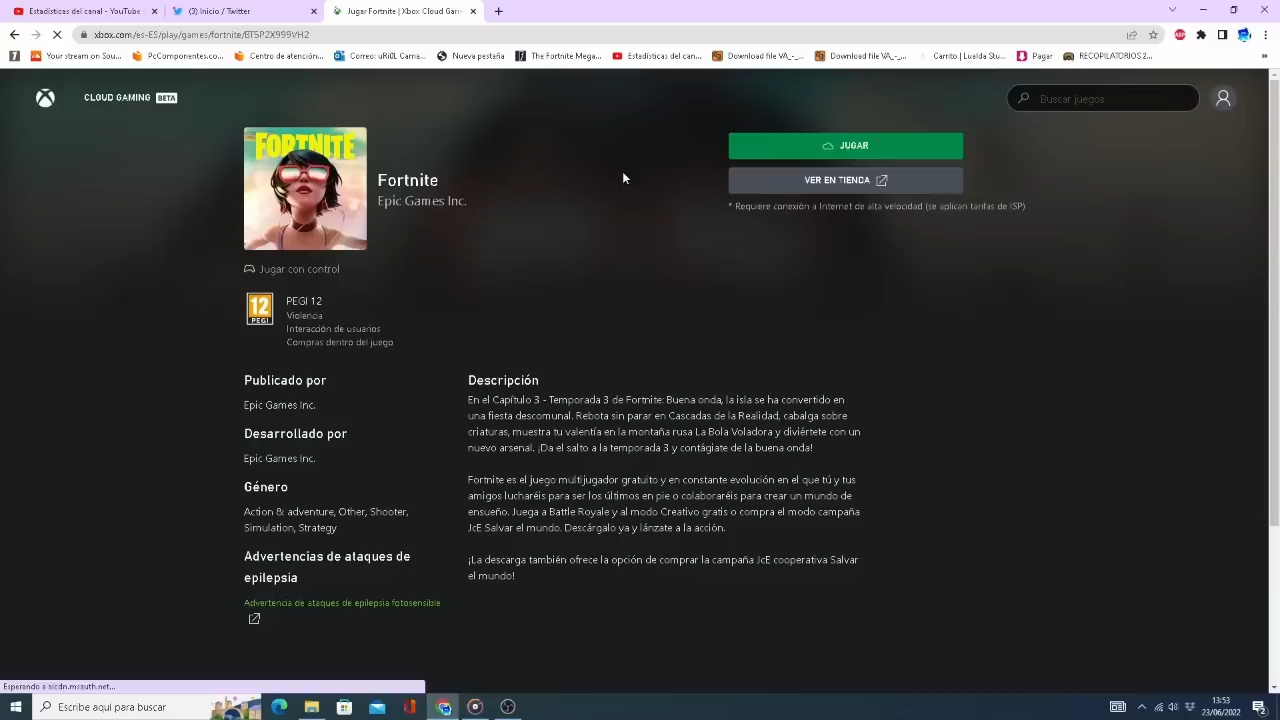 Estadísticas del canal - YouTube
(3) Inicio / Twitter
Jugar Fortnite | Xbox Cloud Gam
xbox.com/es-ES/play/games/fortnite/BT5P2X999VH2
ABP
Your stream on Sou...
PcComponentes.co...
Centro de atención...
Correo: uRi0L Cama...
Nueva pestaña
The Fortnite Mega...
Estadísticas del can...
Download file VA_-_...
Download file VA_-_...
Carrito | Lualda Stu...
Pager
RECOPILATORIOS 2...
»
CLOUD GAMING BETA
Buscar juegos
FORTNITE
Fortnite
Epic Games Inc.
JUGAR
VER EN TIENDA
* Requiere conexión a Internet de alta velocidad (se aplican tarifas de ISP)
Jugar con control
12
PEGI
PEGI 12
Violencia
Interacción de usuarios
Compras dentro del juego
Publicado por
Epic Games Inc.
Desarrollado por
Epic Games Inc.
Género
Action & adventure, Other, Shooter,
Simulation, Strategy
Advertencias de ataques de
epilepsia
Advertencia de ataques de epilepsia fotosensible
Descripción
En el Capítulo 3 - Temporada 3 de Fortnite: Buena onda, la isla se ha convertido en
una fiesta descomunal. Rebota sin parar en Cascadas de la Realidad, cabalga sobre
criaturas, muestra tu valentía en la montaña rusa La Bola Voladora y diviértete con un
nuevo arsenal. ¡Da el salto a la temporada 3 y contágiate de la buena onda!
Fortnite es el juego multijugador gratuito y en constante evolución en el que tú y tus
amigos lucharéis para ser los últimos en pie o colaboraréis para crear un mundo de
ensueño. Juega a Battle Royale y al modo Creativo gratis o compra el modo campaña
JcE Salvar el mundo. Descárgalo ya y lánzate a la acción.
¡La descarga también ofrece la opción de comprar la campaña JcE cooperativa Salvar
el mundo!
Esperando a aicdn.msauth.net...
Escribe aquí para buscar
13:53
23/06/2022
2